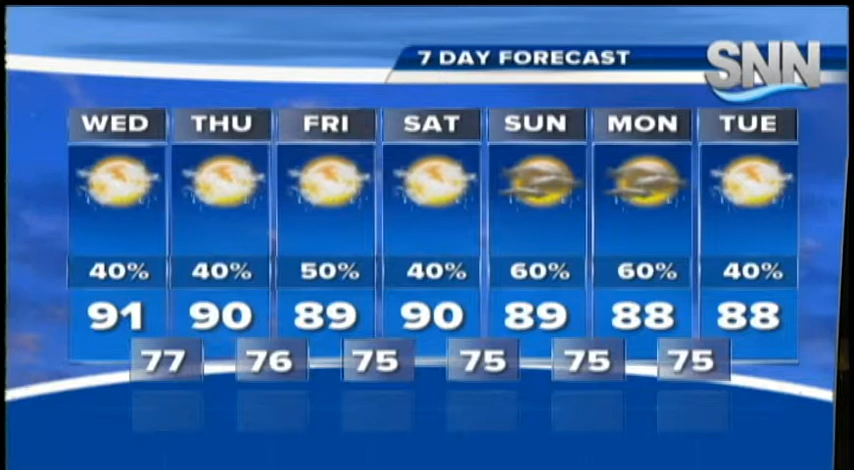 7 DAY FORECAST
SNN
WED THU FRI SAT SUN MON TUE
40% 40% 50% 40% 60% 60% 40%
91 90 89 90 89 88 88
77 76 75 75 75 75